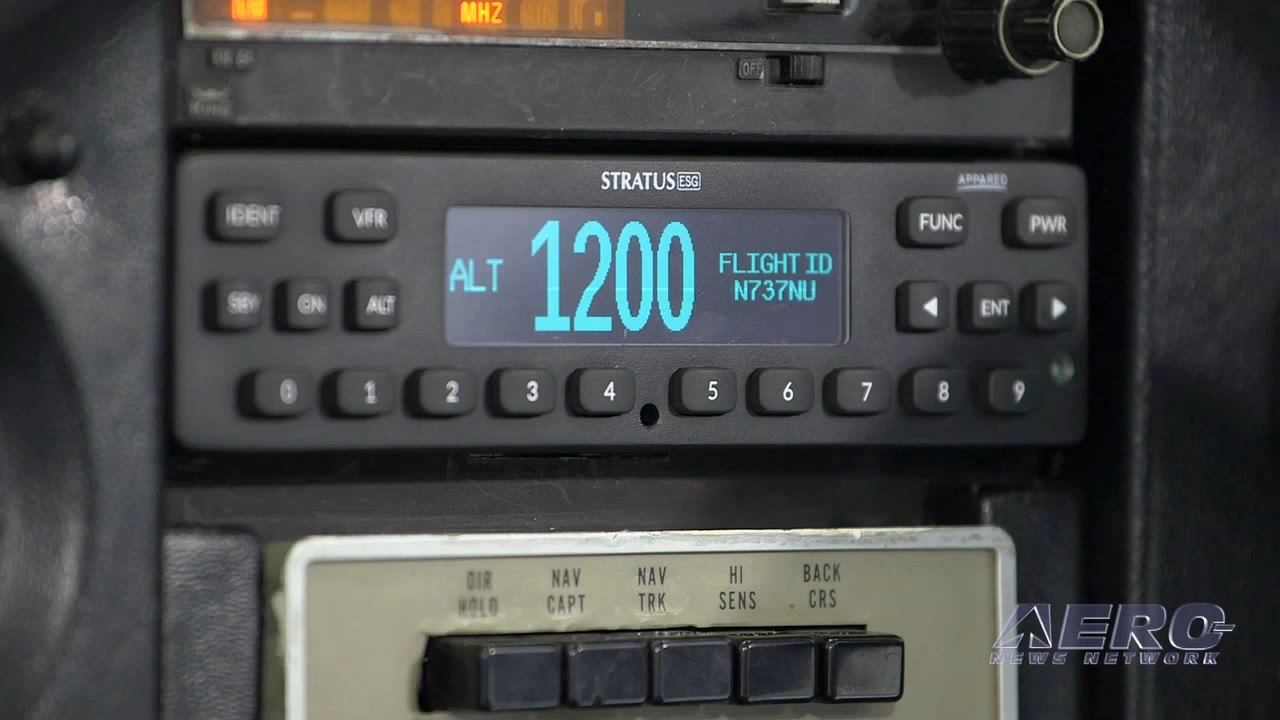 MHZ
OFF
KING
STRATUS ESG
APPAREO
IDENT VFR
FUNC PWR
ALT 1200 FLIGHT ID
N737NU
SBY ON ALT
ENT
0 1 2 3 4 5 6 7 8 9
DIR NAV NAV HI BACK
HOLD CAPT TRK SENS CRS
AERO
NEWS NETWORK